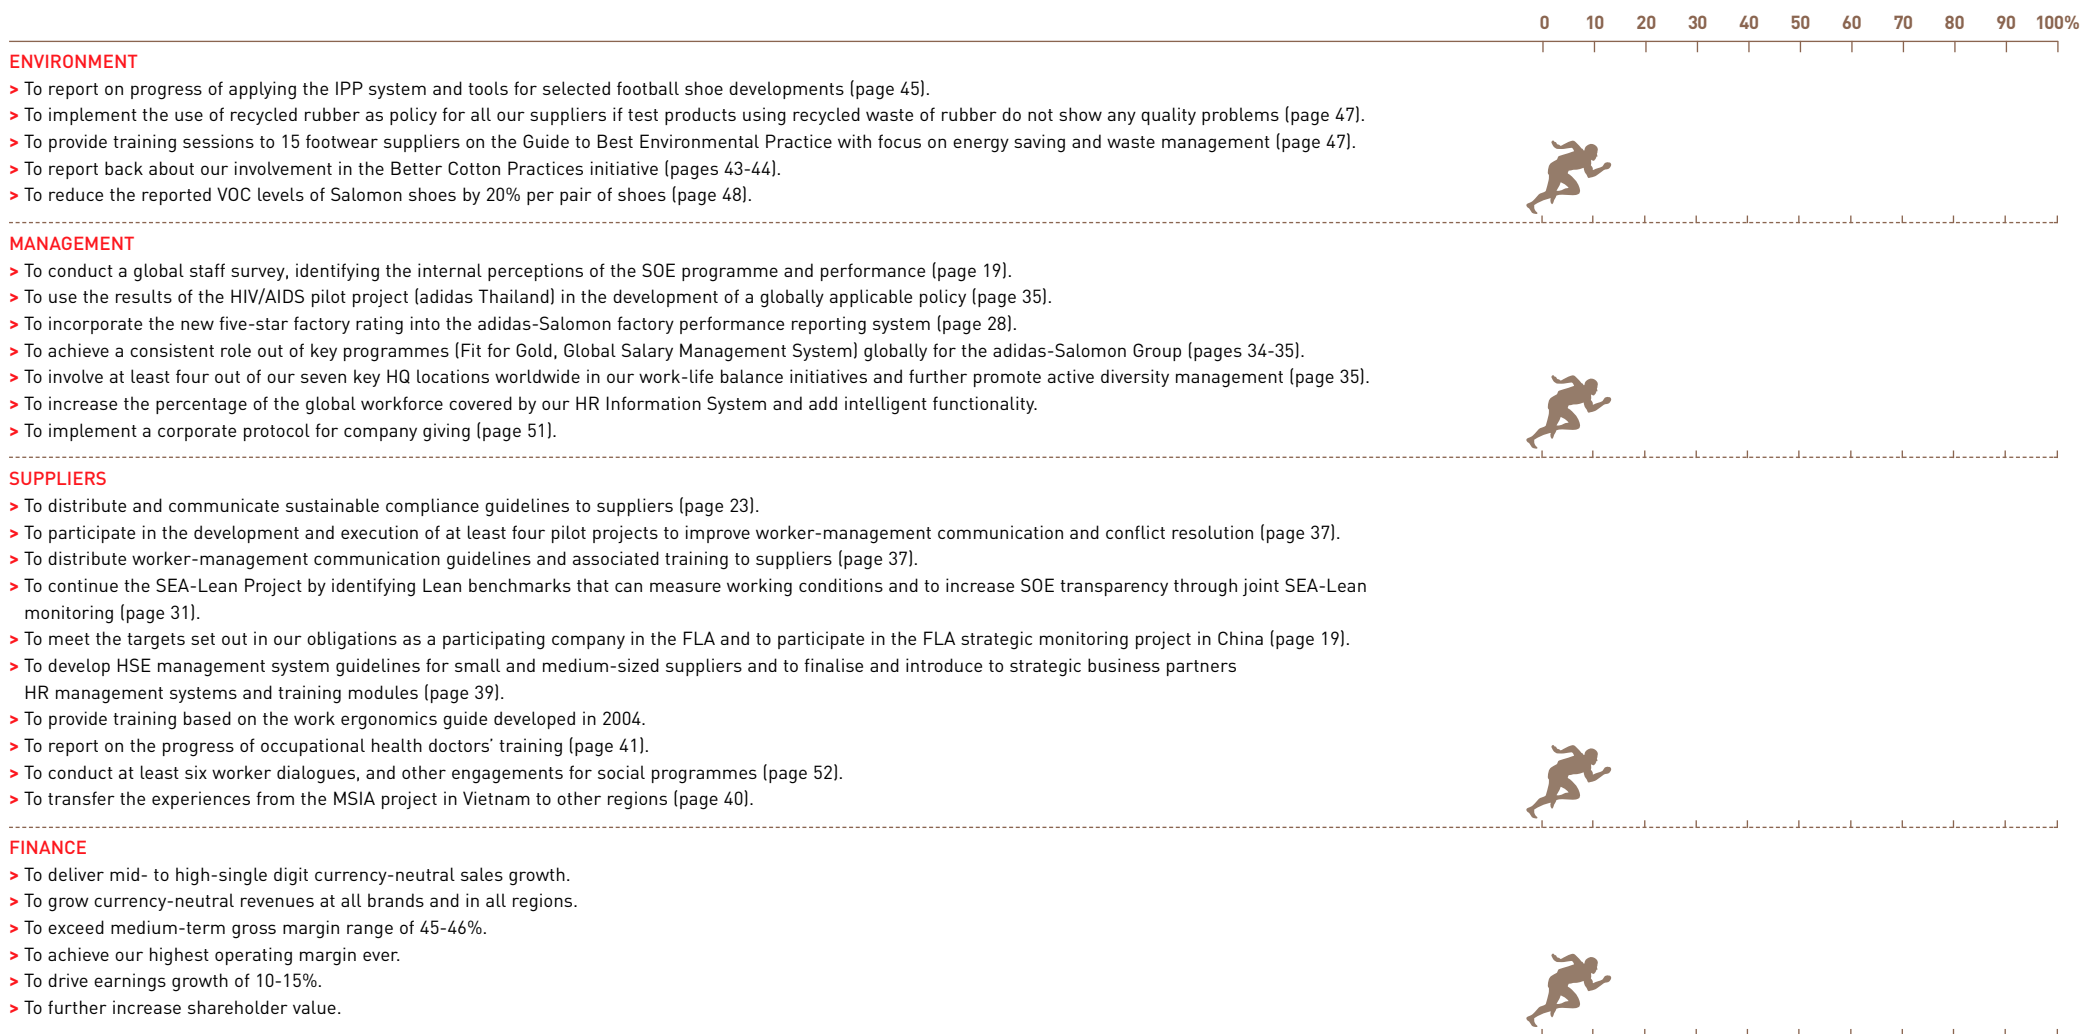 0 10 20 30 40 50 60 70 80 90 100%
ENVIRONMENT
> To report on progress of applying the IPP system and tools for selected football shoe developments (page 45).
> To implement the use of recycled rubber as policy for all our suppliers if test products using recycled waste of rubber do not show any quality problems (page 47).
> To provide training sessions to 15 footwear suppliers on the Guide to Best Environmental Practice with focus on energy saving and waste management (page 47).
> To report back about our involvement in the Better Cotton Practices initiative (pages 43-44).
> To reduce the reported VOC levels of Salomon shoes by 20% per pair of shoes (page 48).
MANAGEMENT
> To conduct a global staff survey, identifying the internal perceptions of the SOE programme and performance (page 19).
> To use the results of the HIV/AIDS pilot project (adidas Thailand) in the development of a globally applicable policy (page 35).
> To incorporate the new five-star factory rating into the adidas-Salomon factory performance reporting system (page 28).
> To achieve a consistent role out of key programmes (Fit for Gold, Global Salary Management System) globally for the adidas-Salomon Group (pages 34-35).
> To involve at least four out of our seven key HQ locations worldwide in our work-life balance initiatives and further promote active diversity management (page 35).
> To increase the percentage of the global workforce covered by our HR Information System and add intelligent functionality.
> To implement a corporate protocol for company giving (page 51).
SUPPLIERS
> To distribute and communicate sustainable compliance guidelines to suppliers (page 23).
> To participate in the development and execution of at least four pilot projects to improve worker-management communication and conflict resolution (page 37).
> To distribute worker-management communication guidelines and associated training to suppliers (page 37).
> To continue the SEA-Lean Project by identifying Lean benchmarks that can measure working conditions and to increase SOE transparency through joint SEA-Lean
monitoring (page 31).
> To meet the targets set out in our obligations as a participating company in the FLA and to participate in the FLA strategic monitoring project in China (page 19).
> To develop HSE management system guidelines for small and medium-sized suppliers and to finalise and introduce to strategic business partners
HR management systems and training modules (page 39).
> To provide training based on the work ergonomics guide developed in 2004.
> To report on the progress of occupational health doctors' training (page 41).
> To conduct at least six worker dialogues, and other engagements for social programmes (page 52).
> To transfer the experiences from the MSIA project in Vietnam to other regions (page 40).
FINANCE
> To deliver mid- to high-single digit currency-neutral sales growth.
> To grow currency-neutral revenues at all brands and in all regions.
> To exceed medium-term gross margin range of 45-46%.
> To achieve our highest operating margin ever.
> To drive earnings growth of 10-15%.
> To further increase shareholder value.